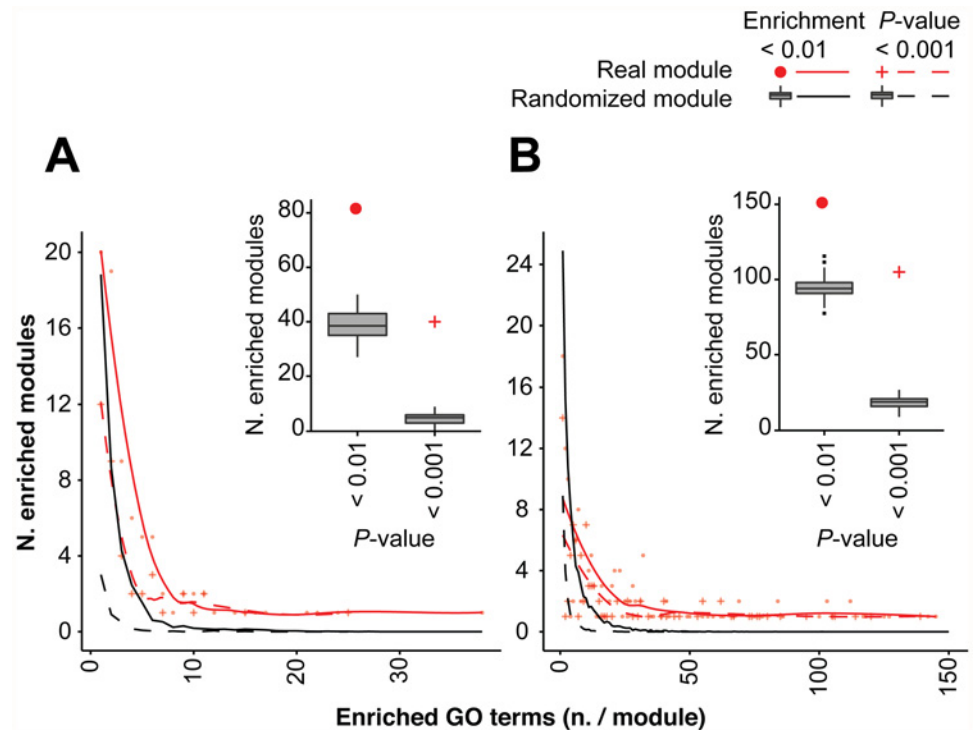 Enrichment P-value
< 0.01 < 0.001
Real module
Randomized module
A
B
N. enriched modules
20
16
12
8
4
0
0
10
20
30
N. enriched modules
80
60
40
20
0
< 0.01
< 0.001
P-value
24
20
16
12
8
4
0
0
50
100
150
N. enriched modules
150
100
50
0
< 0.01
< 0.001
P-value
Enriched GO terms (n. / module)